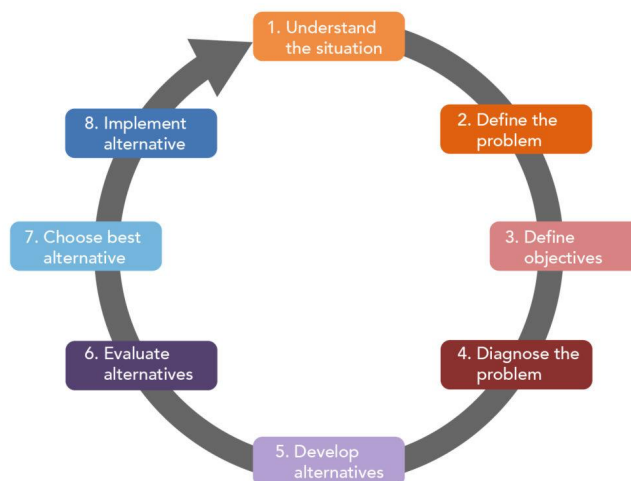 1. Understand
the situation
2. Define the
problem
3. Define
objectives
4. Diagnose the
problem
5. Develop
alternatives
6. Evaluate
alternatives
7. Choose best
alternative
8. Implement
alternative